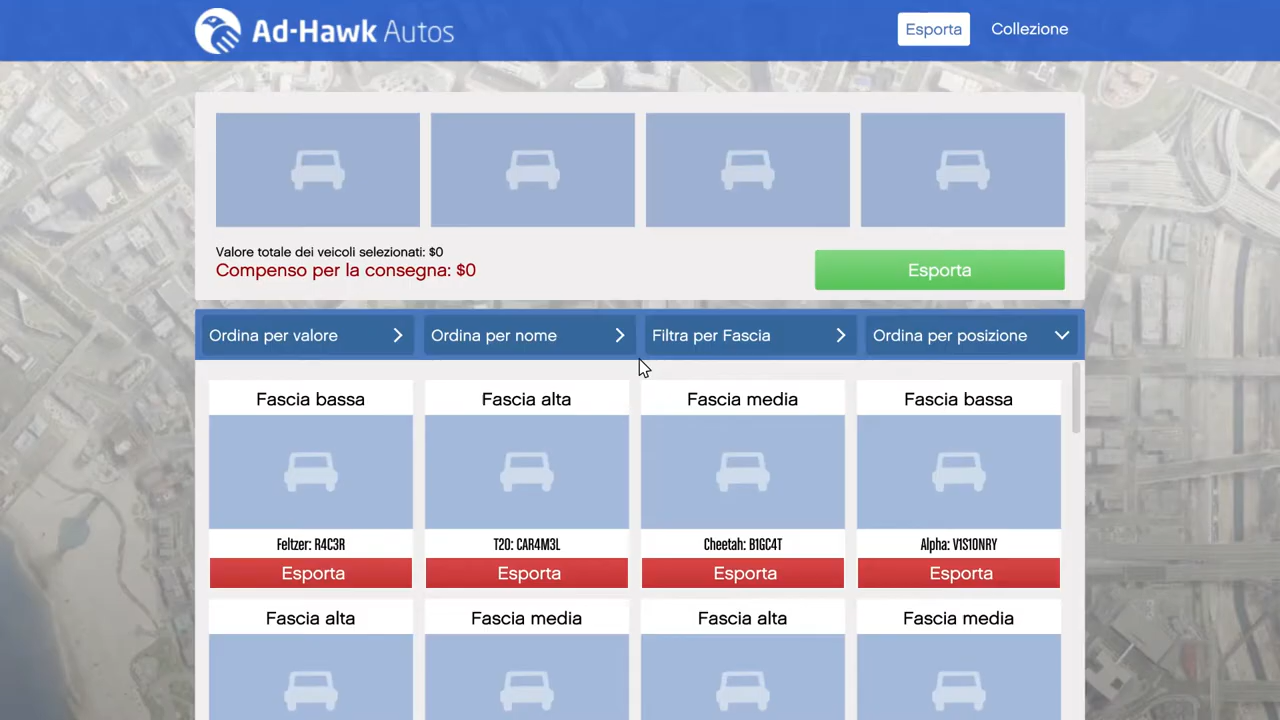 Ad-Hawk Autos
Esporta
Collezione
Valore totale dei veicoli selezionati: $0
Compenso per la consegna: $0
Esporta
Ordina per valore
Ordina per nome
Filtra per Fascia
Ordina per posizione
Fascia bassa
Fascia alta
Fascia media
Fascia bassa
Feltzer: R4C3R
T20: CAR4M3L
Cheetah: B1GC4T
Alpha: V1S10NRY
Esporta
Esporta
Esporta
Esporta
Fascia alta
Fascia media
Fascia alta
Fascia media